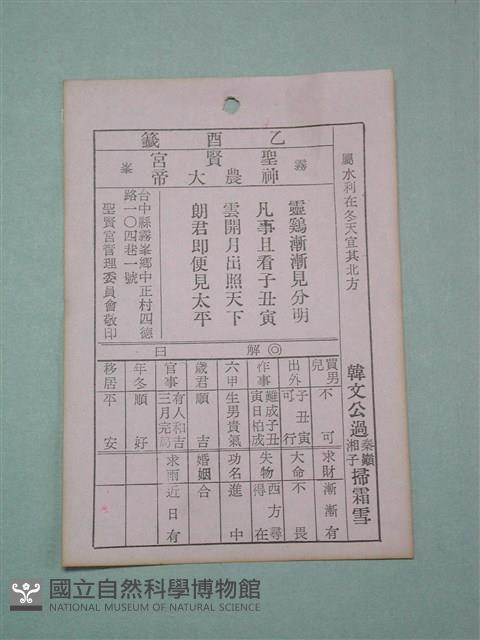 屬水利在冬天宜其北方
韓文公過秦嶺湘子掃霜雪
乙酉籤
霧峯
聖賢宮
神農大帝
靈鷄漸漸見分明
凡事且看子丑寅
雲開月出照天下
朗君即便見太平
台中縣霧峯鄉中正村四德
路一〇四巷一號
聖賢宮管理委員會敬印
解曰
買男兒 不可
出外 子丑寅可行
作事 難成子丑寅日柏成
六甲 生男貴氣
歲君 順吉
官事 有人和吉三月完局
年冬 順好
移居 平安
求財 漸漸有
大命 不畏
失物 西方尋得在
功名 進中
婚姻 合
求雨 近日有
國立自然科學博物館
NATIONAL MUSEUM OF NATURAL SCIENCE